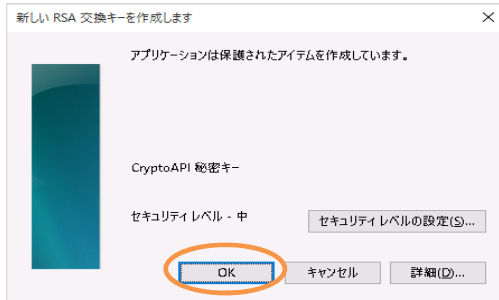 新しい RSA 交換キーを作成します
アプリケーションは保護されたアイテムを作成しています。
CryptoAPI 秘密キー
セキュリティ レベル - 中
セキュリティ レベルの設定(S)...
OK
キャンセル
詳細(D)...